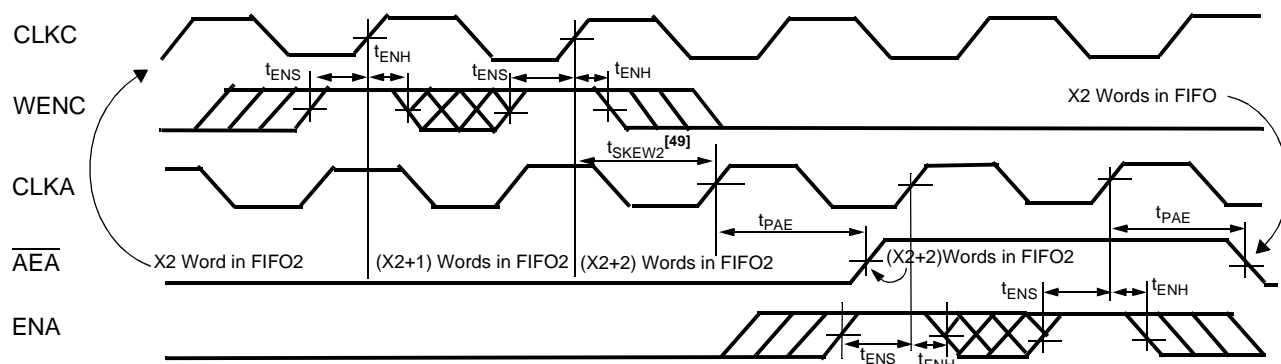 CLKC
tENS
tENH
tENS
tENH
WENC
X2 Words in FIFO
tSKEW2[49]
CLKA
tPAE
tPAE
AEA
X2 Word in FIFO2
(X2+1) Words in FIFO2
(X2+2) Words in FIFO2
(X2+2)Words in FIFO2
tENS
tENH
ENA
tENS
tENH